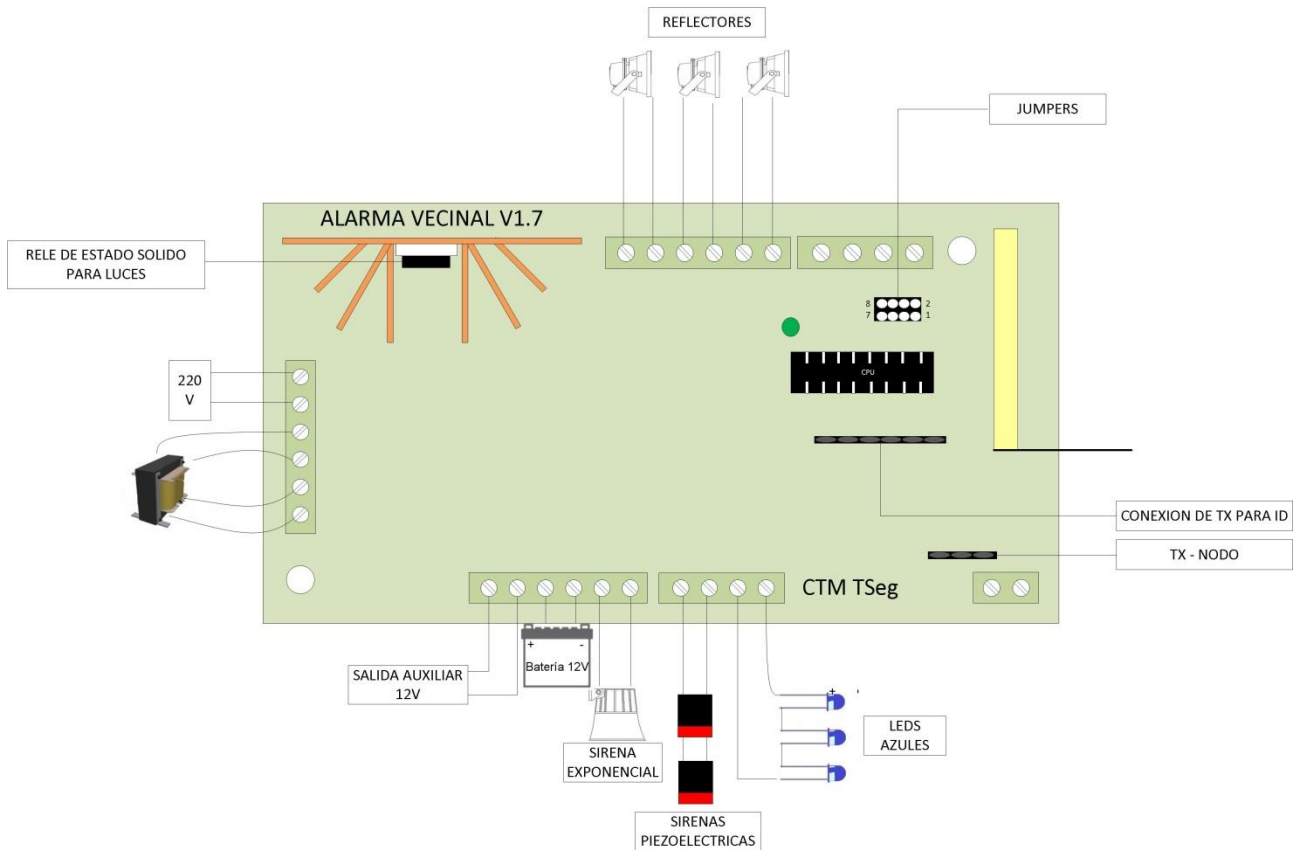 REFLECTORES
JUMPERS
ALARMA VECINAL V1.7
RELE DE ESTADO SOLIDO
PARA LUCES
8 2
7 1
CPU
220
V
CONEXION DE TX PARA ID
TX - NODO
CTM TSeg
+ -
Batería 12V
SALIDA AUXILIAR
12V
SIRENA
EXPONENCIAL
+ '
LEDS
AZULES
SIRENAS
PIEZOELECTRICAS